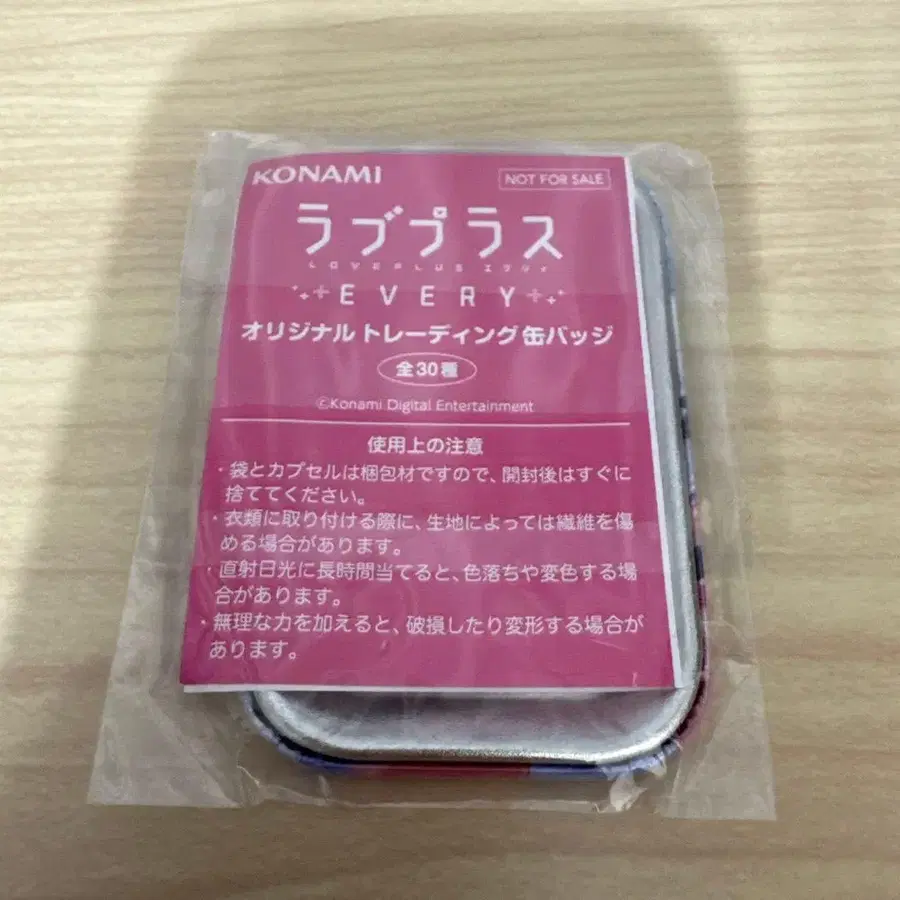 KONAMI
NOT FOR SALE
ラブプラス
LOVEPLUS エヴリィ
EVERY
オリジナル トレーディング 缶バッジ
全30種
©Konami Digital Entertainment
使用上の注意
・袋とカプセルは梱包材ですので、開封後はすぐに
捨ててください。
・衣類に取り付ける際に、生地によっては繊維を傷
める場合があります。
・直射日光に長時間当てると、色落ちや変色する場
合があります。
・無理な力を加えると、破損したり変形する場合が
あります。